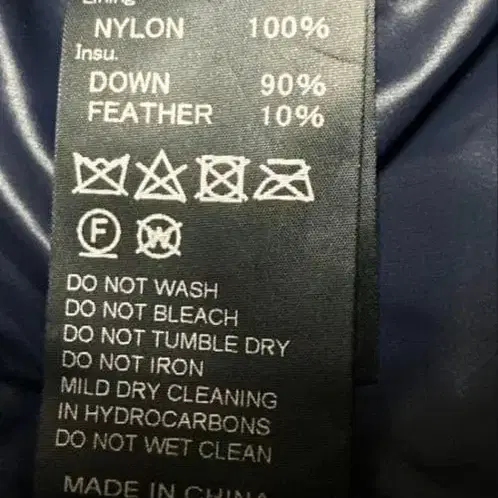 Lining
NYLON 100%
Insu.
DOWN 90%
FEATHER 10%
F W
DO NOT WASH
DO NOT BLEACH
DO NOT TUMBLE DRY
DO NOT IRON
MILD DRY CLEANING
IN HYDROCARBONS
DO NOT WET CLEAN
MADE IN CHINA